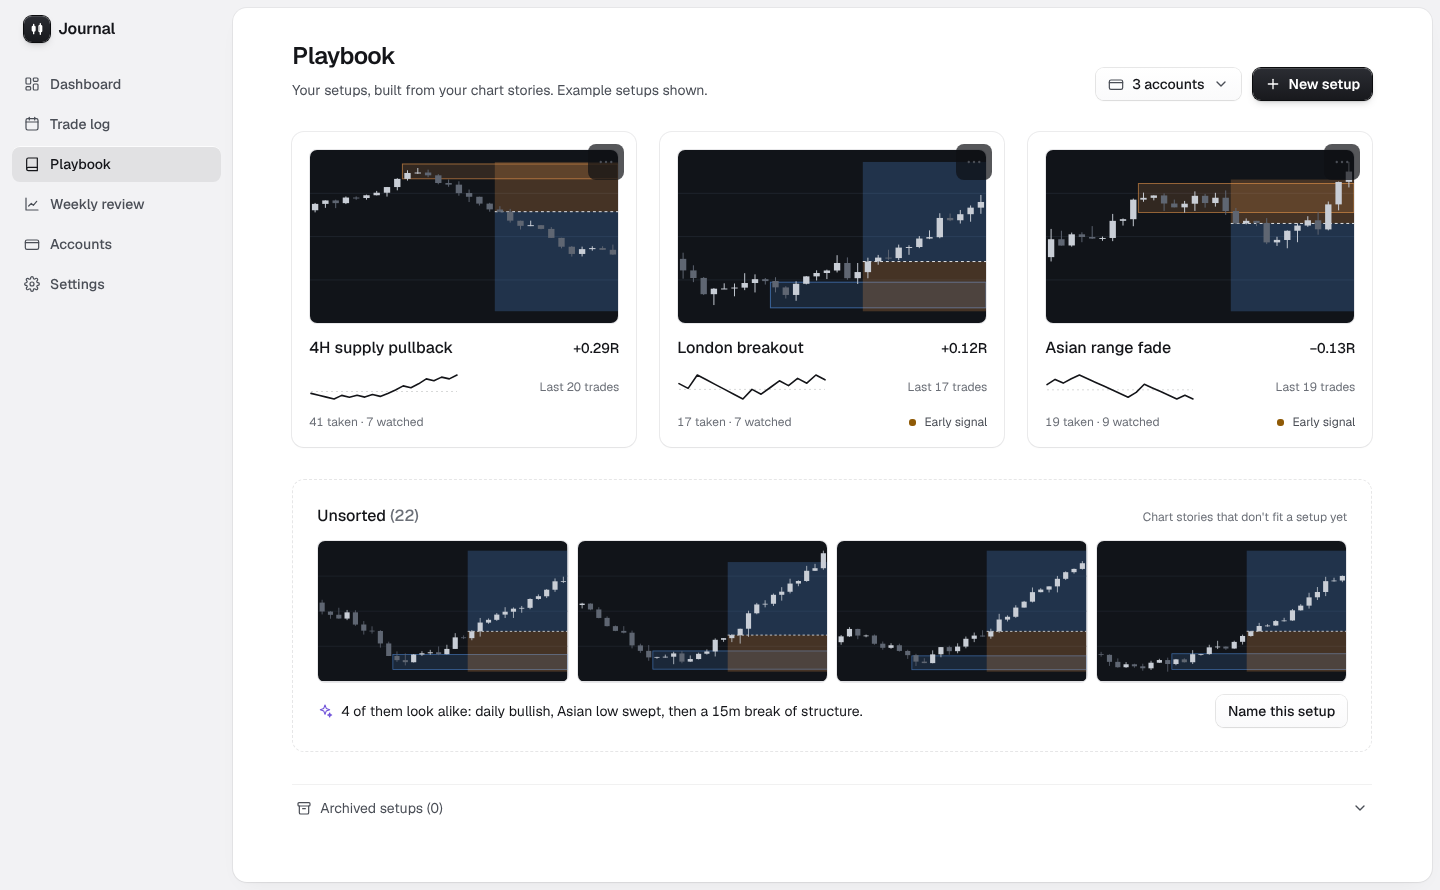 Journal
Dashboard
Trade log
Playbook
Weekly review
Accounts
Settings
Playbook
Your setups, built from your chart stories. Example setups shown.
3 accounts
New setup
4H supply pullback
+0.29R
Last 20 trades
41 taken · 7 watched
London breakout
+0.12R
Last 17 trades
17 taken · 7 watched
Early signal
Asian range fade
−0.13R
Last 19 trades
19 taken · 9 watched
Early signal
Unsorted (22)
Chart stories that don't fit a setup yet
4 of them look alike: daily bullish, Asian low swept, then a 15m break of structure.
Name this setup
Archived setups (0)